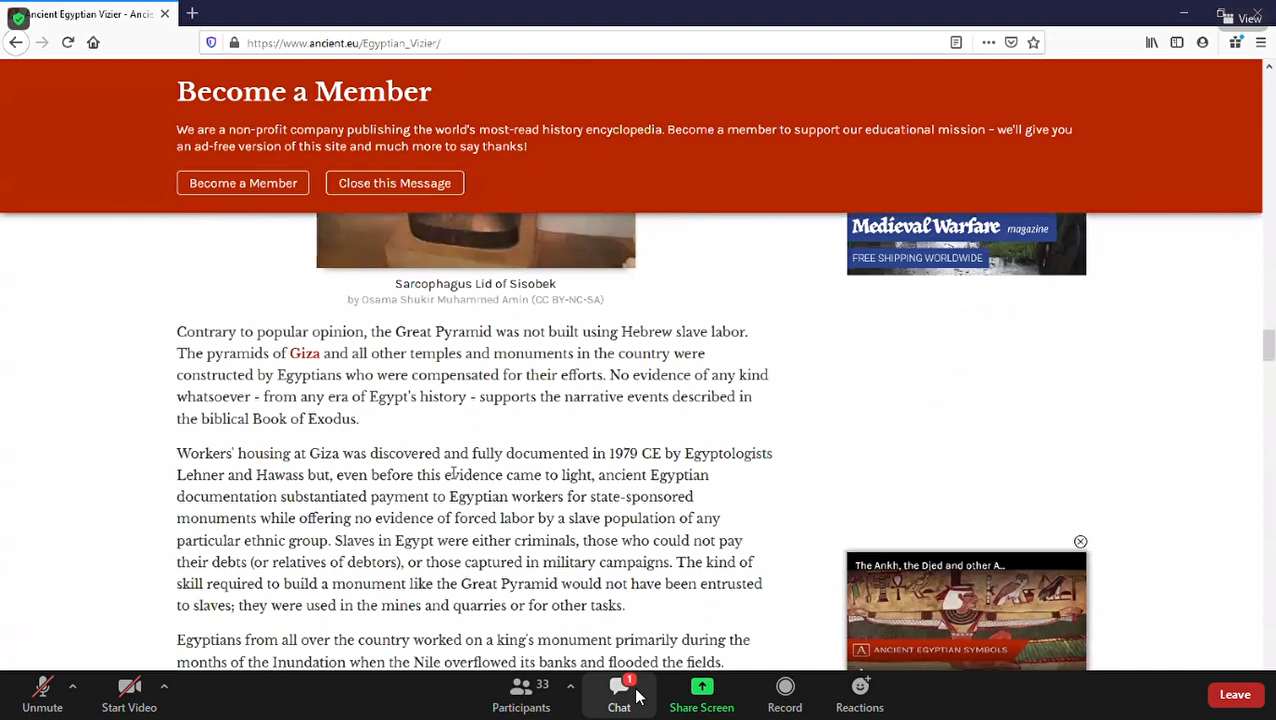 Ancient Egyptian Vizier - Ancie
View
https://www.ancient.eu/Egyptian_Vizier/
Become a Member
We are a non-profit company publishing the world's most-read history encyclopedia. Become a member to support our educational mission – we'll give you
an ad-free version of this site and much more to say thanks!
Become a Member
Close this Message
Medieval Warfare magazine
FREE SHIPPING WORLDWIDE
Sarcophagus Lid of Sisobek
by Osama Shukir Muhammed Amin (CC BY-NC-SA)
Contrary to popular opinion, the Great Pyramid was not built using Hebrew slave labor.
The pyramids of Giza and all other temples and monuments in the country were
constructed by Egyptians who were compensated for their efforts. No evidence of any kind
whatsoever - from any era of Egypt's history - supports the narrative events described in
the biblical Book of Exodus.
Workers' housing at Giza was discovered and fully documented in 1979 CE by Egyptologists
Lehner and Hawass but, even before this evidence came to light, ancient Egyptian
documentation substantiated payment to Egyptian workers for state-sponsored
monuments while offering no evidence of forced labor by a slave population of any
particular ethnic group. Slaves in Egypt were either criminals, those who could not pay
their debts (or relatives of debtors), or those captured in military campaigns. The kind of
skill required to build a monument like the Great Pyramid would not have been entrusted
to slaves; they were used in the mines and quarries or for other tasks.
Egyptians from all over the country worked on a king's monument primarily during the
months of the Inundation when the Nile overflowed its banks and flooded the fields.
The Ankh, the Djed and other A...
A ANCIENT EGYPTIAN SYMBOLS
33
1
Unmute
Start Video
Participants
Chat
Share Screen
Record
Reactions
Leave